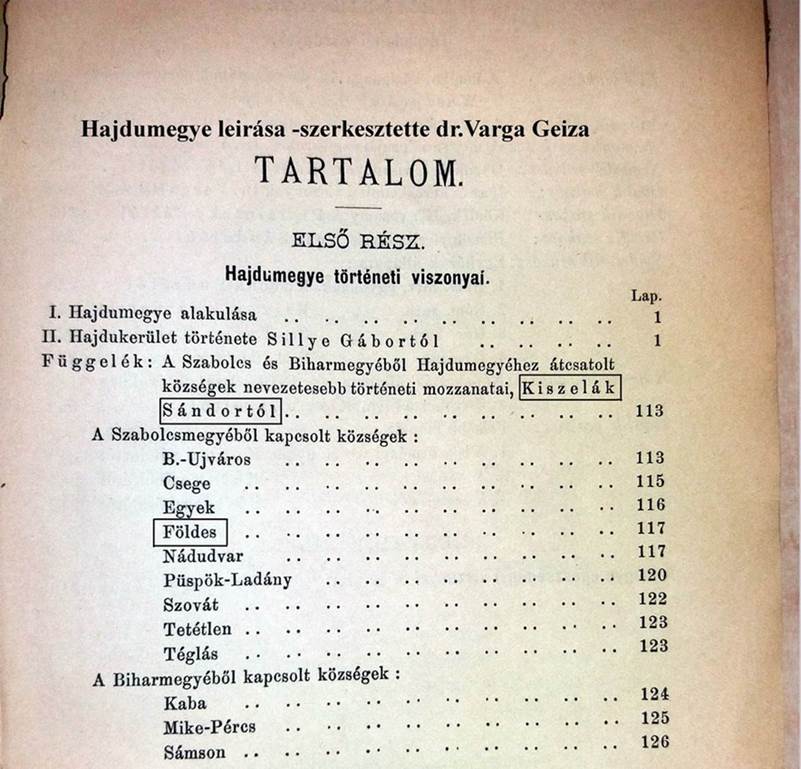 Hajdumegye leirása -szerkesztette dr.Varga Geiza
TARTALOM.
ELSŐ RÉSZ.
Hajdumegye történeti viszonyai.
Lap.
I. Hajdumegye alakulása .. .. .. .. .. .. .. .. .. 1
II. Hajdukerület története Sillye Gábortól .. .. .. .. .. 1
Függelék: A Szabolcs és Biharmegyéből Hajdumegyéhez átcsatolt
községek nevezetesebb történeti mozzanatai, Kiszelák
Sándortól .. .. .. .. .. .. .. .. .. 113
A Szabolcsmegyéből kapcsolt községek :
B.-Ujváros .. .. .. .. .. .. .. .. .. 113
Csege .. .. .. .. .. .. .. .. .. .. 115
Egyek .. .. .. .. .. .. .. .. .. .. 116
Földes .. .. .. .. .. .. .. .. .. .. 117
Nádudvar .. .. .. .. .. .. .. .. .. 117
Püspök-Ladány .. .. .. .. .. .. .. .. 120
Szovát .. .. .. .. .. .. .. .. .. .. 122
Tetétlen .. .. .. .. .. .. .. .. .. .. 123
Téglás .. .. .. .. .. .. .. .. .. .. 123
A Biharmegyéből kapcsolt községek :
Kaba .. .. .. .. .. .. .. .. .. .. 124
Mike-Pércs .. .. .. .. .. .. .. .. .. 125
Sámson .. .. .. .. .. .. .. .. .. .. 126